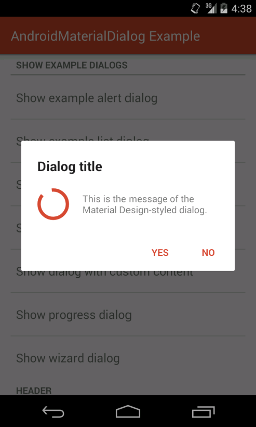 4:38
AndroidMaterialDialog Example
SHOW EXAMPLE DIALOGS
Show example alert dialog
Show example list dialog
Dialog title
This is the message of the
Material Design-styled dialog.
YES NO
Show dialog with custom content
Show progress dialog
Show wizard dialog
HEADER